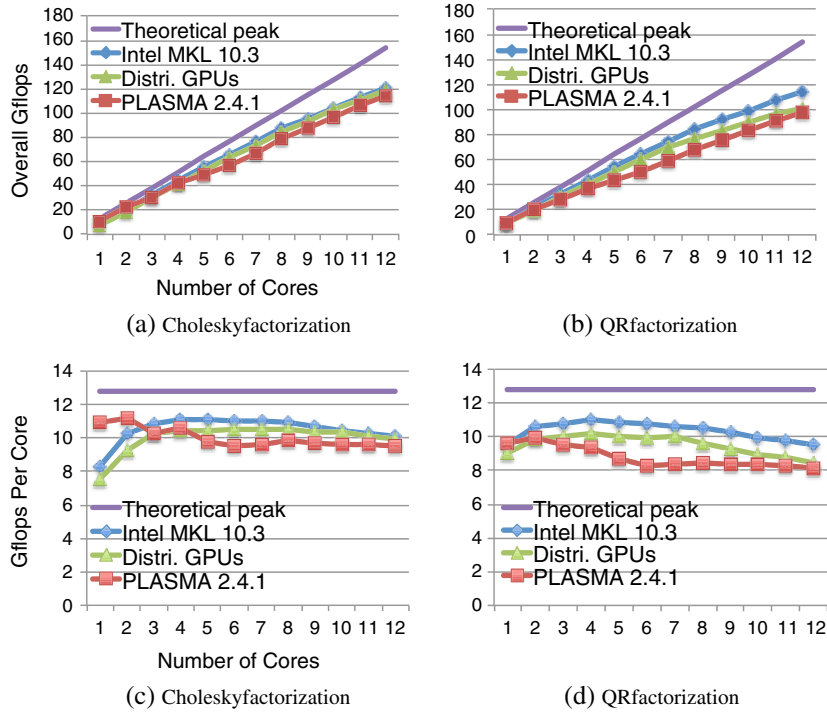 180
160
140
120
100
80
60
40
20
0
Overall Gflops
Theoretical peak
Intel MKL 10.3
Distri. GPUs
PLASMA 2.4.1
1 2 3 4 5 6 7 8 9 10 11 12
Number of Cores
(a) Choleskyfactorization
180
160
140
120
100
80
60
40
20
0
Theoretical peak
Intel MKL 10.3
Distri. GPUs
PLASMA 2.4.1
1 2 3 4 5 6 7 8 9 10 11 12
(b) QRfactorization
14
12
10
8
6
4
2
0
Gflops Per Core
Theoretical peak
Intel MKL 10.3
Distri. GPUs
PLASMA 2.4.1
1 2 3 4 5 6 7 8 9 10 11 12
Number of Cores
(c) Choleskyfactorization
14
12
10
8
6
4
2
0
Theoretical peak
Intel MKL 10.3
Distri. GPUs
PLASMA 2.4.1
1 2 3 4 5 6 7 8 9 10 11 12
(d) QRfactorization